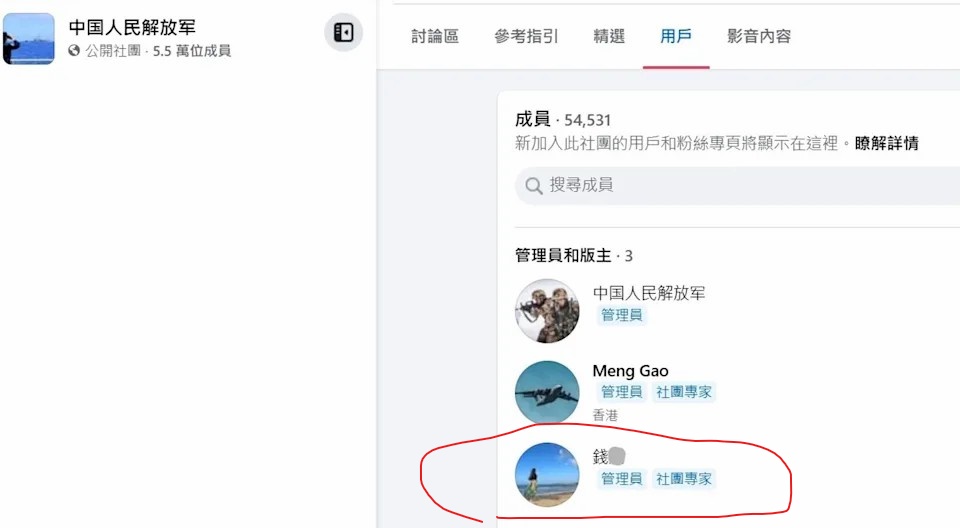 中国人民解放军
公開社團 · 5.5 萬位成員
討論區 參考指引 精選 用戶 影音內容
成員 · 54,531
新加入此社團的用戶和粉絲專頁將顯示在這裡。瞭解詳情
搜尋成員
管理員和版主 · 3
中国人民解放军
管理員
Meng Gao
管理員 社團專家
香港
錢
管理員 社團專家